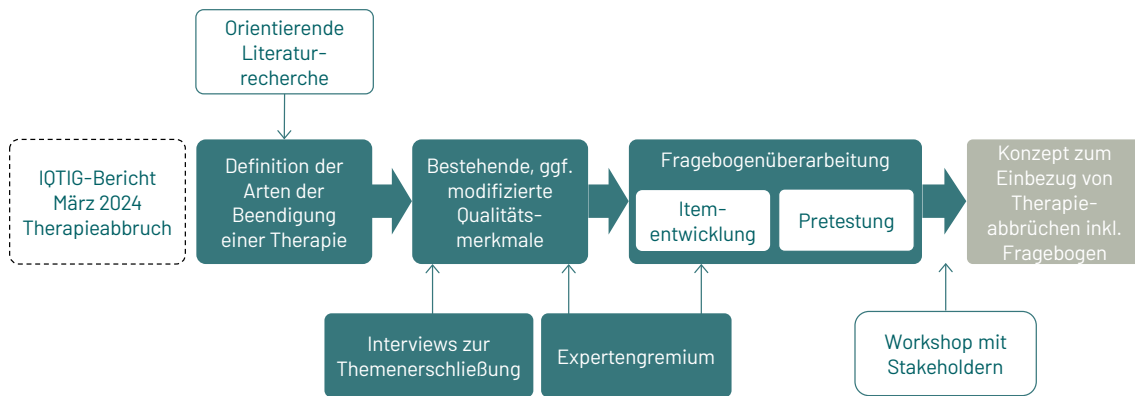 Orientierende
Literatur-
recherche
IQTIG-Bericht
März 2024
Therapieabbruch
Definition der
Arten der
Beendigung
einer Therapie
Bestehende, ggf.
modifizierte
Qualitäts-
merkmale
Fragebogenüberarbeitung
Item-
entwicklung
Pretestung
Konzept zum
Einbezug von
Therapie-
abbrüchen inkl.
Fragebogen
Interviews zur
Themenerschließung
Expertengremium
Workshop mit
Stakeholdern